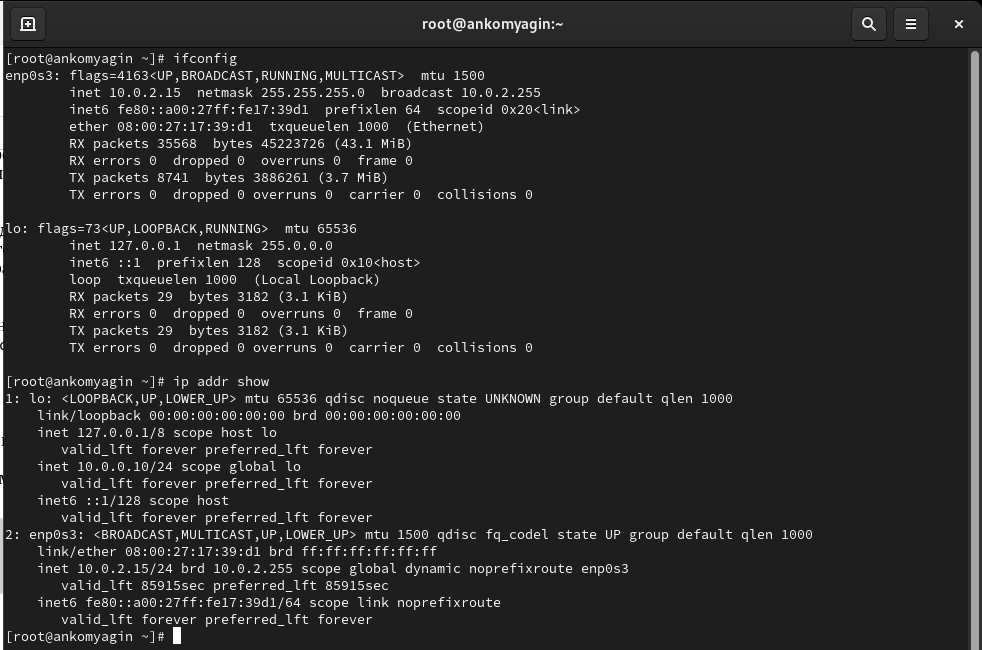 root@ankomyagin:~
[root@ankomyagin ~]# ifconfig
enp0s3: flags=4163<UP,BROADCAST,RUNNING,MULTICAST>  mtu 1500
        inet 10.0.2.15  netmask 255.255.255.0  broadcast 10.0.2.255
        inet6 fe80::a00:27ff:fe17:39d1  prefixlen 64  scopeid 0x20<link>
        ether 08:00:27:17:39:d1  txqueuelen 1000  (Ethernet)
        RX packets 35568  bytes 45223726 (43.1 MiB)
        RX errors 0  dropped 0  overruns 0  frame 0
        TX packets 8741  bytes 3886261 (3.7 MiB)
        TX errors 0  dropped 0 overruns 0  carrier 0  collisions 0

lo: flags=73<UP,LOOPBACK,RUNNING>  mtu 65536
        inet 127.0.0.1  netmask 255.0.0.0
        inet6 ::1  prefixlen 128  scopeid 0x10<host>
        loop  txqueuelen 1000  (Local Loopback)
        RX packets 29  bytes 3182 (3.1 KiB)
        RX errors 0  dropped 0  overruns 0  frame 0
        TX packets 29  bytes 3182 (3.1 KiB)
        TX errors 0  dropped 0 overruns 0  carrier 0  collisions 0

[root@ankomyagin ~]# ip addr show
1: lo: <LOOPBACK,UP,LOWER_UP> mtu 65536 qdisc noqueue state UNKNOWN group default qlen 1000
    link/loopback 00:00:00:00:00:00 brd 00:00:00:00:00:00
    inet 127.0.0.1/8 scope host lo
       valid_lft forever preferred_lft forever
    inet 10.0.0.10/24 scope global lo
       valid_lft forever preferred_lft forever
    inet6 ::1/128 scope host
       valid_lft forever preferred_lft forever
2: enp0s3: <BROADCAST,MULTICAST,UP,LOWER_UP> mtu 1500 qdisc fq_codel state UP group default qlen 1000
    link/ether 08:00:27:17:39:d1 brd ff:ff:ff:ff:ff:ff
    inet 10.0.2.15/24 brd 10.0.2.255 scope global dynamic noprefixroute enp0s3
       valid_lft 85915sec preferred_lft 85915sec
    inet6 fe80::a00:27ff:fe17:39d1/64 scope link noprefixroute
       valid_lft forever preferred_lft forever
[root@ankomyagin ~]#